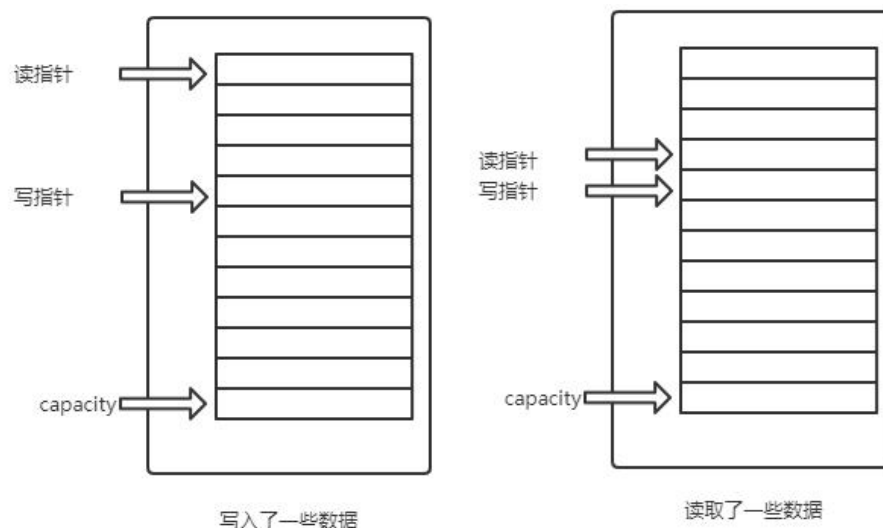 读指针
写指针
capacity
写入了一些数据
读指针
写指针
capacity
读取了一些数据